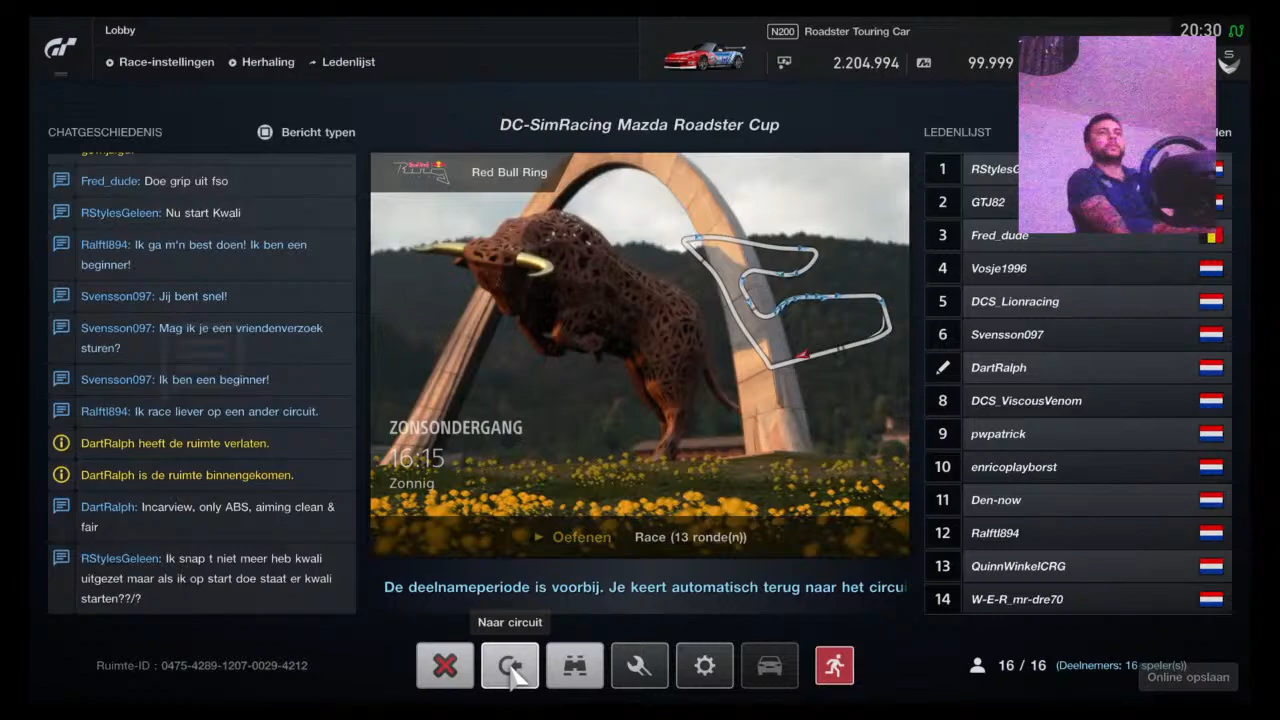 Lobby
N200 Roadster Touring Car
20:30
Race-instellingen Herhaling Ledenlijst
2.204.994 99.999
CHATGESCHIEDENIS
Bericht typen
Fred_dude: Doe grip uit fso
RStylesGeleen: Nu start Kwali
Ralftl894: Ik ga m'n best doen! Ik ben een
beginner!
Svensson097: Jij bent snel!
Svensson097: Mag ik je een vriendenverzoek
sturen?
Svensson097: Ik ben een beginner!
Ralftl894: Ik race liever op een ander circuit.
DartRalph heeft de ruimte verlaten.
DartRalph is de ruimte binnengekomen.
DartRalph: Incarview, only ABS, aiming clean &
fair
RStylesGeleen: Ik snap t niet meer heb kwali
uitgezet maar als ik op start doe staat er kwali
starten??/?
DC-SimRacing Mazda Roadster Cup
Red Bull Ring
ZONSONDERGANG
16:15
Zonnig
Oefenen Race (13 ronde(n))
De deelnameperiode is voorbij. Je keert automatisch terug naar het circu
Naar circuit
LEDENLIJST
1 RStylesG
2 GTJ82
3 Fred_dude
4 Vosje1996
5 DCS_Lionracing
6 Svensson097
DartRalph
8 DCS_ViscousVenom
9 pwpatrick
10 enricoplayborst
11 Den-now
12 Ralftl894
13 QuinnWinkelCRG
14 W-E-R_mr-dre70
Ruimte-ID : 0475-4289-1207-0029-4212
16 / 16 (Deelnemers: 16 speler(s))
Online opslaan